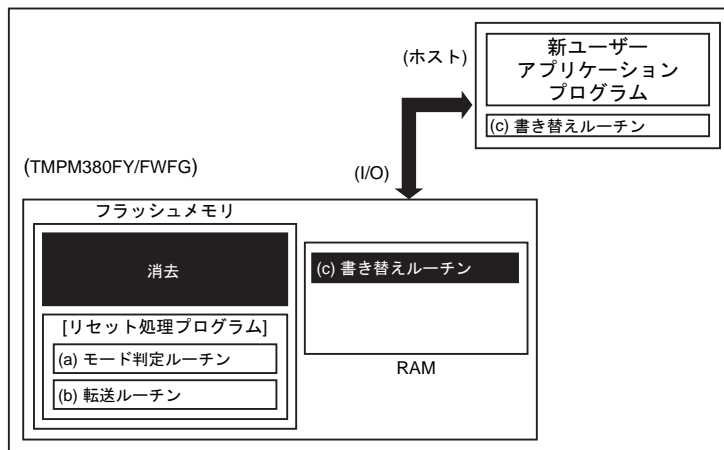 (ホスト)
新ユーザー
アプリケーション
プログラム
(c) 書き替えルーチン
(TMPM380FY/FWFG)
(I/O)
フラッシュメモリ
消去
(c) 書き替えルーチン
[リセット処理プログラム]
(a) モード判定ルーチン
(b) 転送ルーチン
RAM